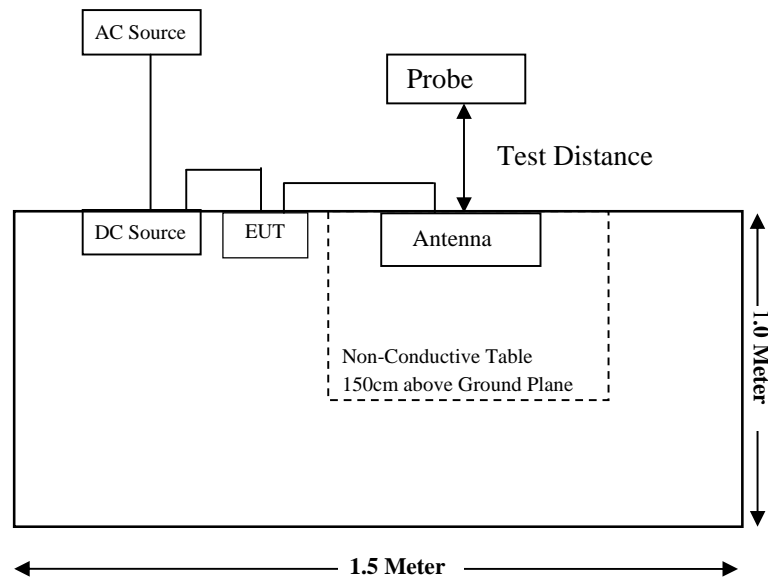 AC Source
Probe
Test Distance
DC Source
EUT
Antenna
Non-Conductive Table
150cm above Ground Plane
1.0 Meter
1.5 Meter